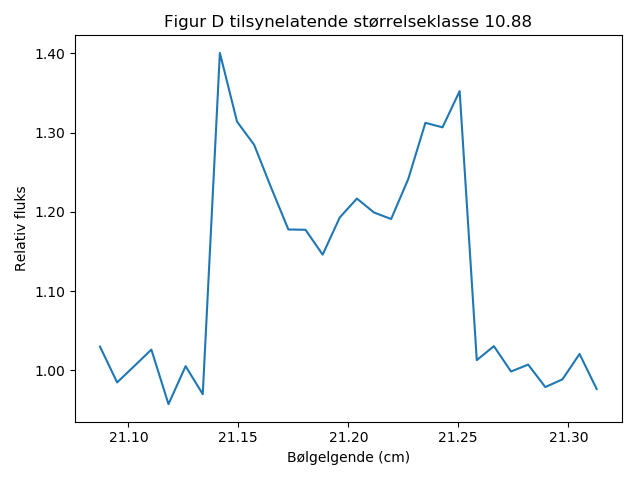 Figur D tilsynelatende størrelseklasse 10.88
1.40
1.30
1.20
1.10
1.00
Relativ fluks
21.10 21.15 21.20 21.25 21.30
Bølgelgende (cm)